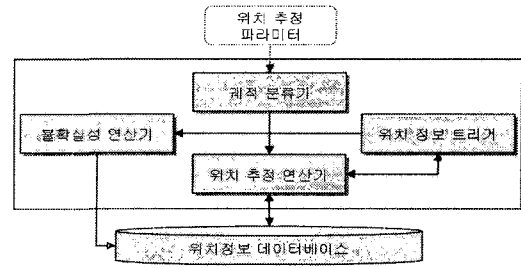 위치 추정
파라미터
궤적 분류기
불확실성 연산기
위치 정보 트리거
위치 추정 연산기
위치정보 데이터베이스